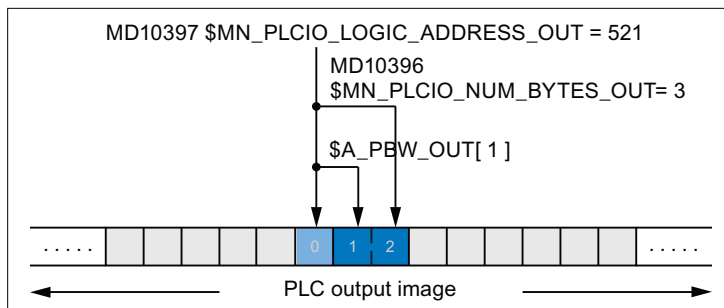 MD10397 $MN_PLCIO_LOGIC_ADDRESS_OUT = 521
MD10396
$MN_PLCIO_NUM_BYTES_OUT= 3
$A_PBW_OUT[ 1 ]
. . . . . 0 1 2 . . . . .
PLC output image